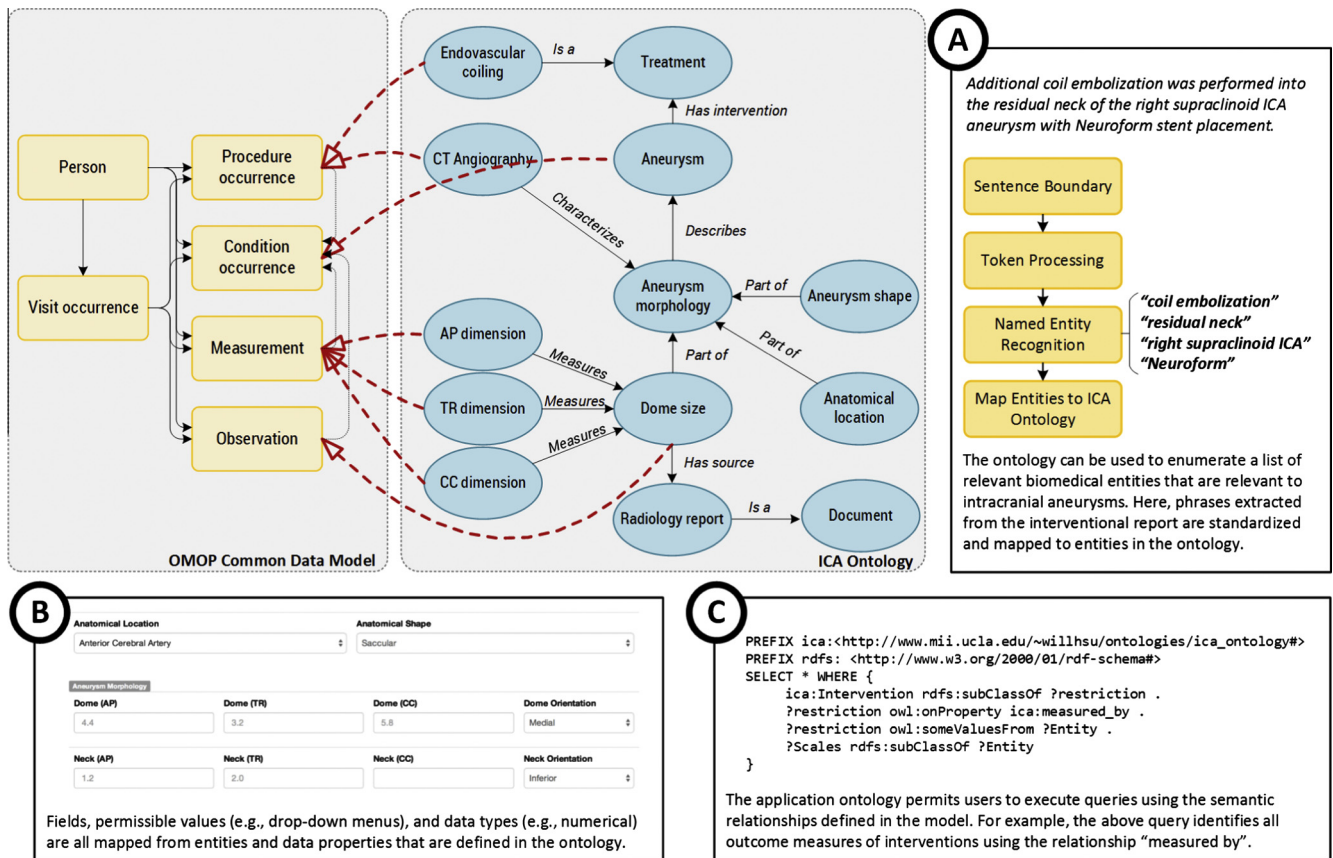 Person
Visit occurrence
Procedure
occurrence
Condition
occurrence
Measurement
Observation
OMOP Common Data Model
Endovascular
coiling
Is a
Treatment
Has intervention
CT Angiography
Aneurysm
Characterizes
Describes
Aneurysm
morphology
Part of
Aneurysm shape
AP dimension
Measures
Part of
Part of
TR dimension
Measures
Dome size
Anatomical
location
Measures
CC dimension
Has source
Radiology report
Is a
Document
ICA Ontology
A
Additional coil embolization was performed into
the residual neck of the right supraclinoid ICA
aneurysm with Neuroform stent placement.
Sentence Boundary
Token Processing
Named Entity
Recognition
“coil embolization”
“residual neck”
“right supraclinoid ICA”
“Neuroform”
Map Entities to ICA
Ontology
The ontology can be used to enumerate a list of
relevant biomedical entities that are relevant to
intracranial aneurysms. Here, phrases extracted
from the interventional report are standardized
and mapped to entities in the ontology.
B
Anatomical Location Anatomical Shape
Anterior Cerebral Artery Saccular
Aneurysm Morphology
Dome (AP) Dome (TR) Dome (CC) Dome Orientation
4.4 3.2 5.8 Medial
Neck (AP) Neck (TR) Neck (CC) Neck Orientation
1.2 2.0 Inferior
Fields, permissible values (e.g., drop-down menus), and data types (e.g., numerical)
are all mapped from entities and data properties that are defined in the ontology.
C
PREFIX ica:<http://www.mii.ucla.edu/~willhsu/ontologies/ica_ontology#>
PREFIX rdfs: <http://www.w3.org/2000/01/rdf-schema#>
SELECT * WHERE {
ica:Intervention rdfs:subClassOf ?restriction .
?restriction owl:onProperty ica:measured_by .
?restriction owl:someValuesFrom ?Entity .
?Scales rdfs:subClassOf ?Entity
}
The application ontology permits users to execute queries using the semantic
relationships defined in the model. For example, the above query identifies all
outcome measures of interventions using the relationship “measured by”.